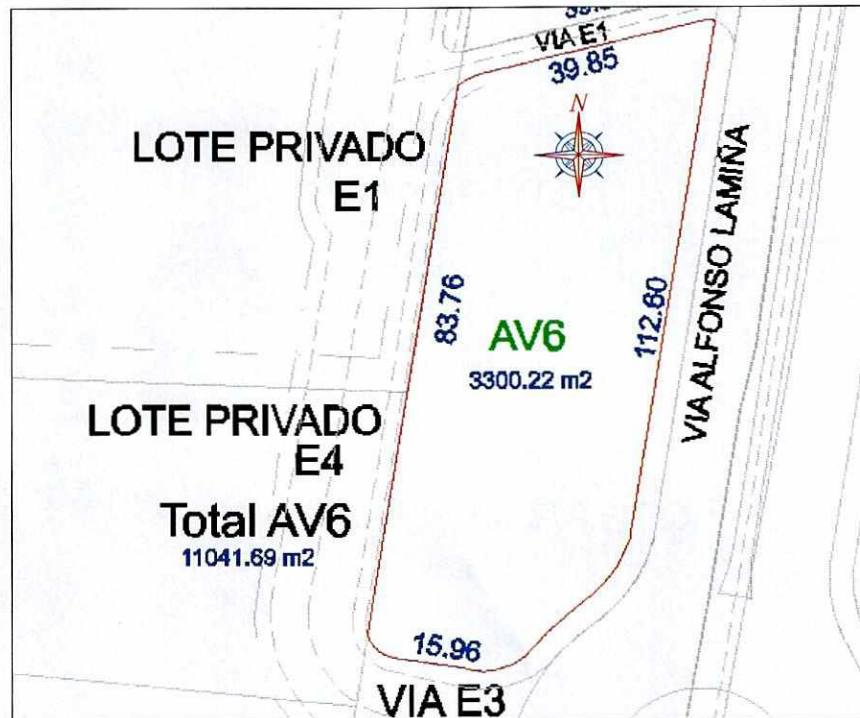 VIA E1
39.85
N
LOTE PRIVADO
E1
83.76
AV6
3300.22 m2
112.60
VIA ALFONSO LAMIÑA
LOTE PRIVADO
E4
Total AV6
11041.69 m2
15.96
VIA E3